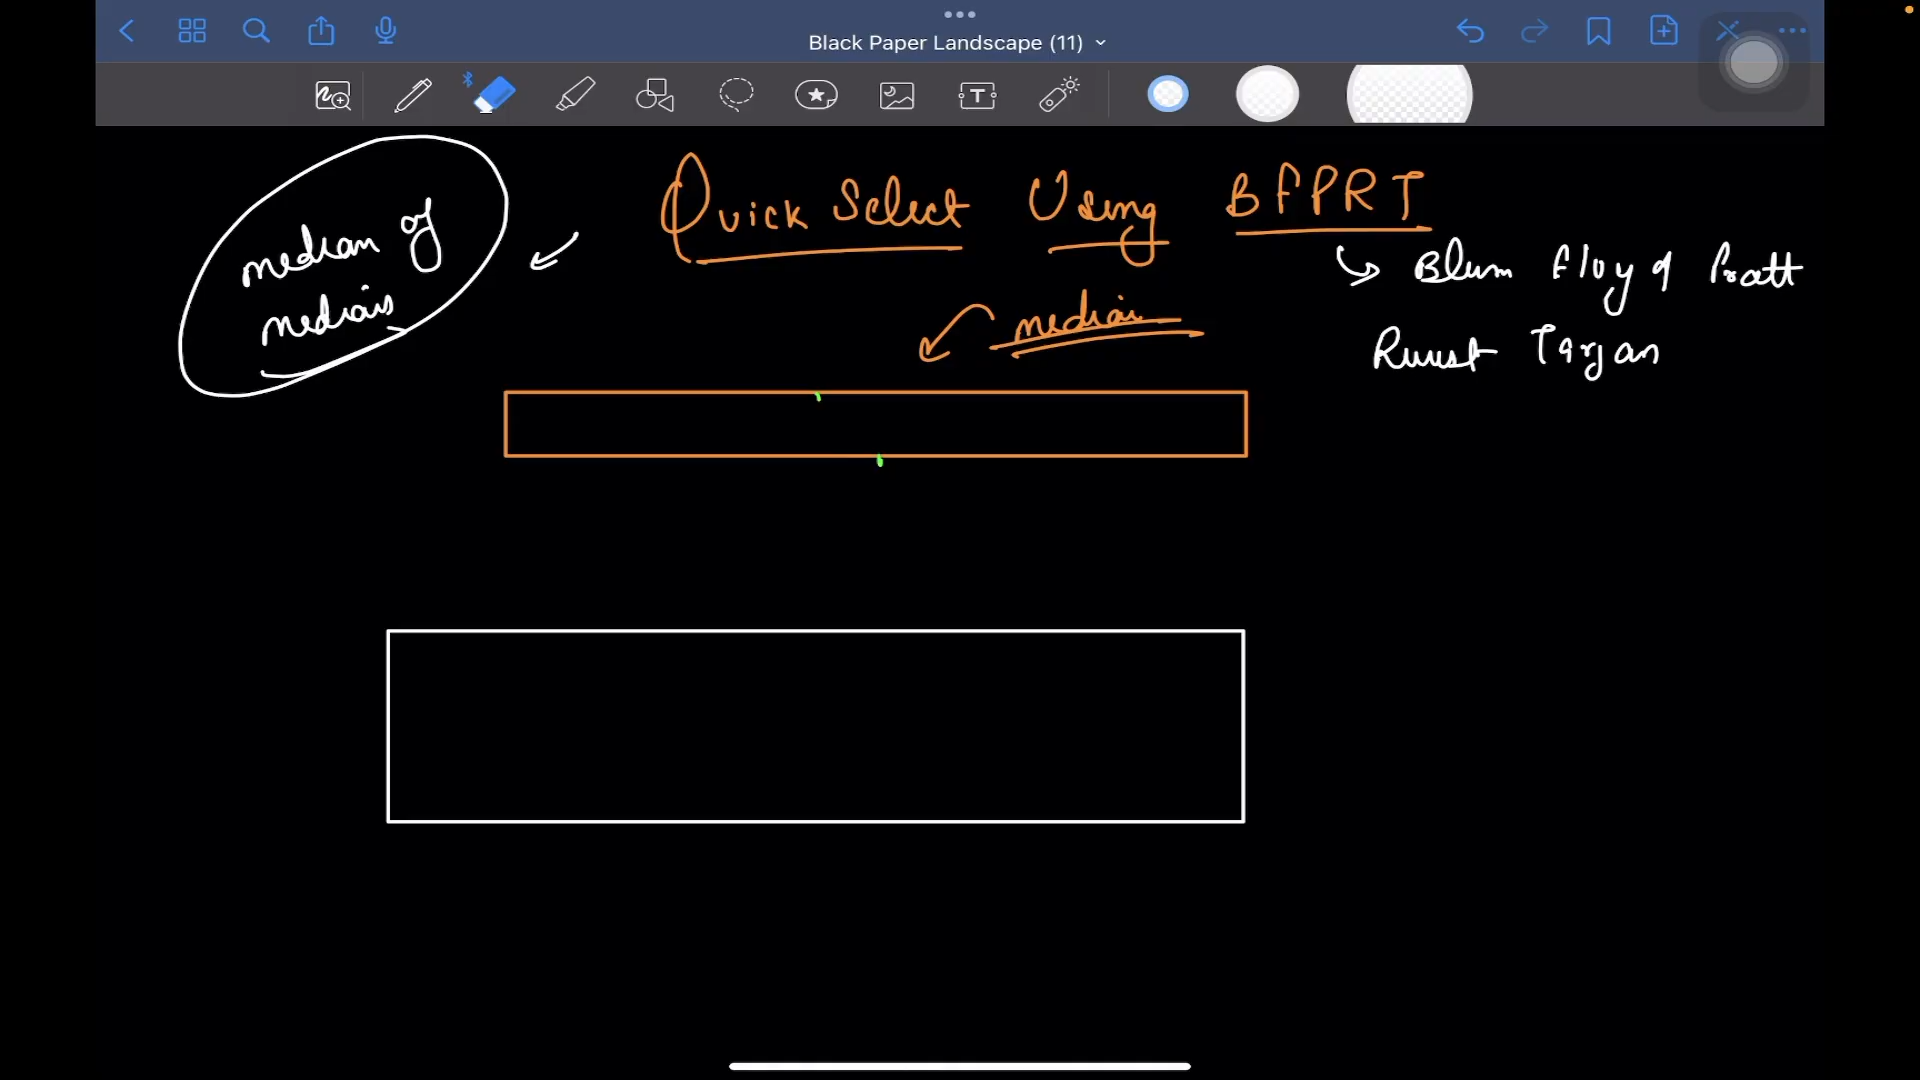 Black Paper Landscape (11)
T
Quick Select Using BFPRT
median of
medians
Blum Floyd Pratt
Rivest Tarjan
median